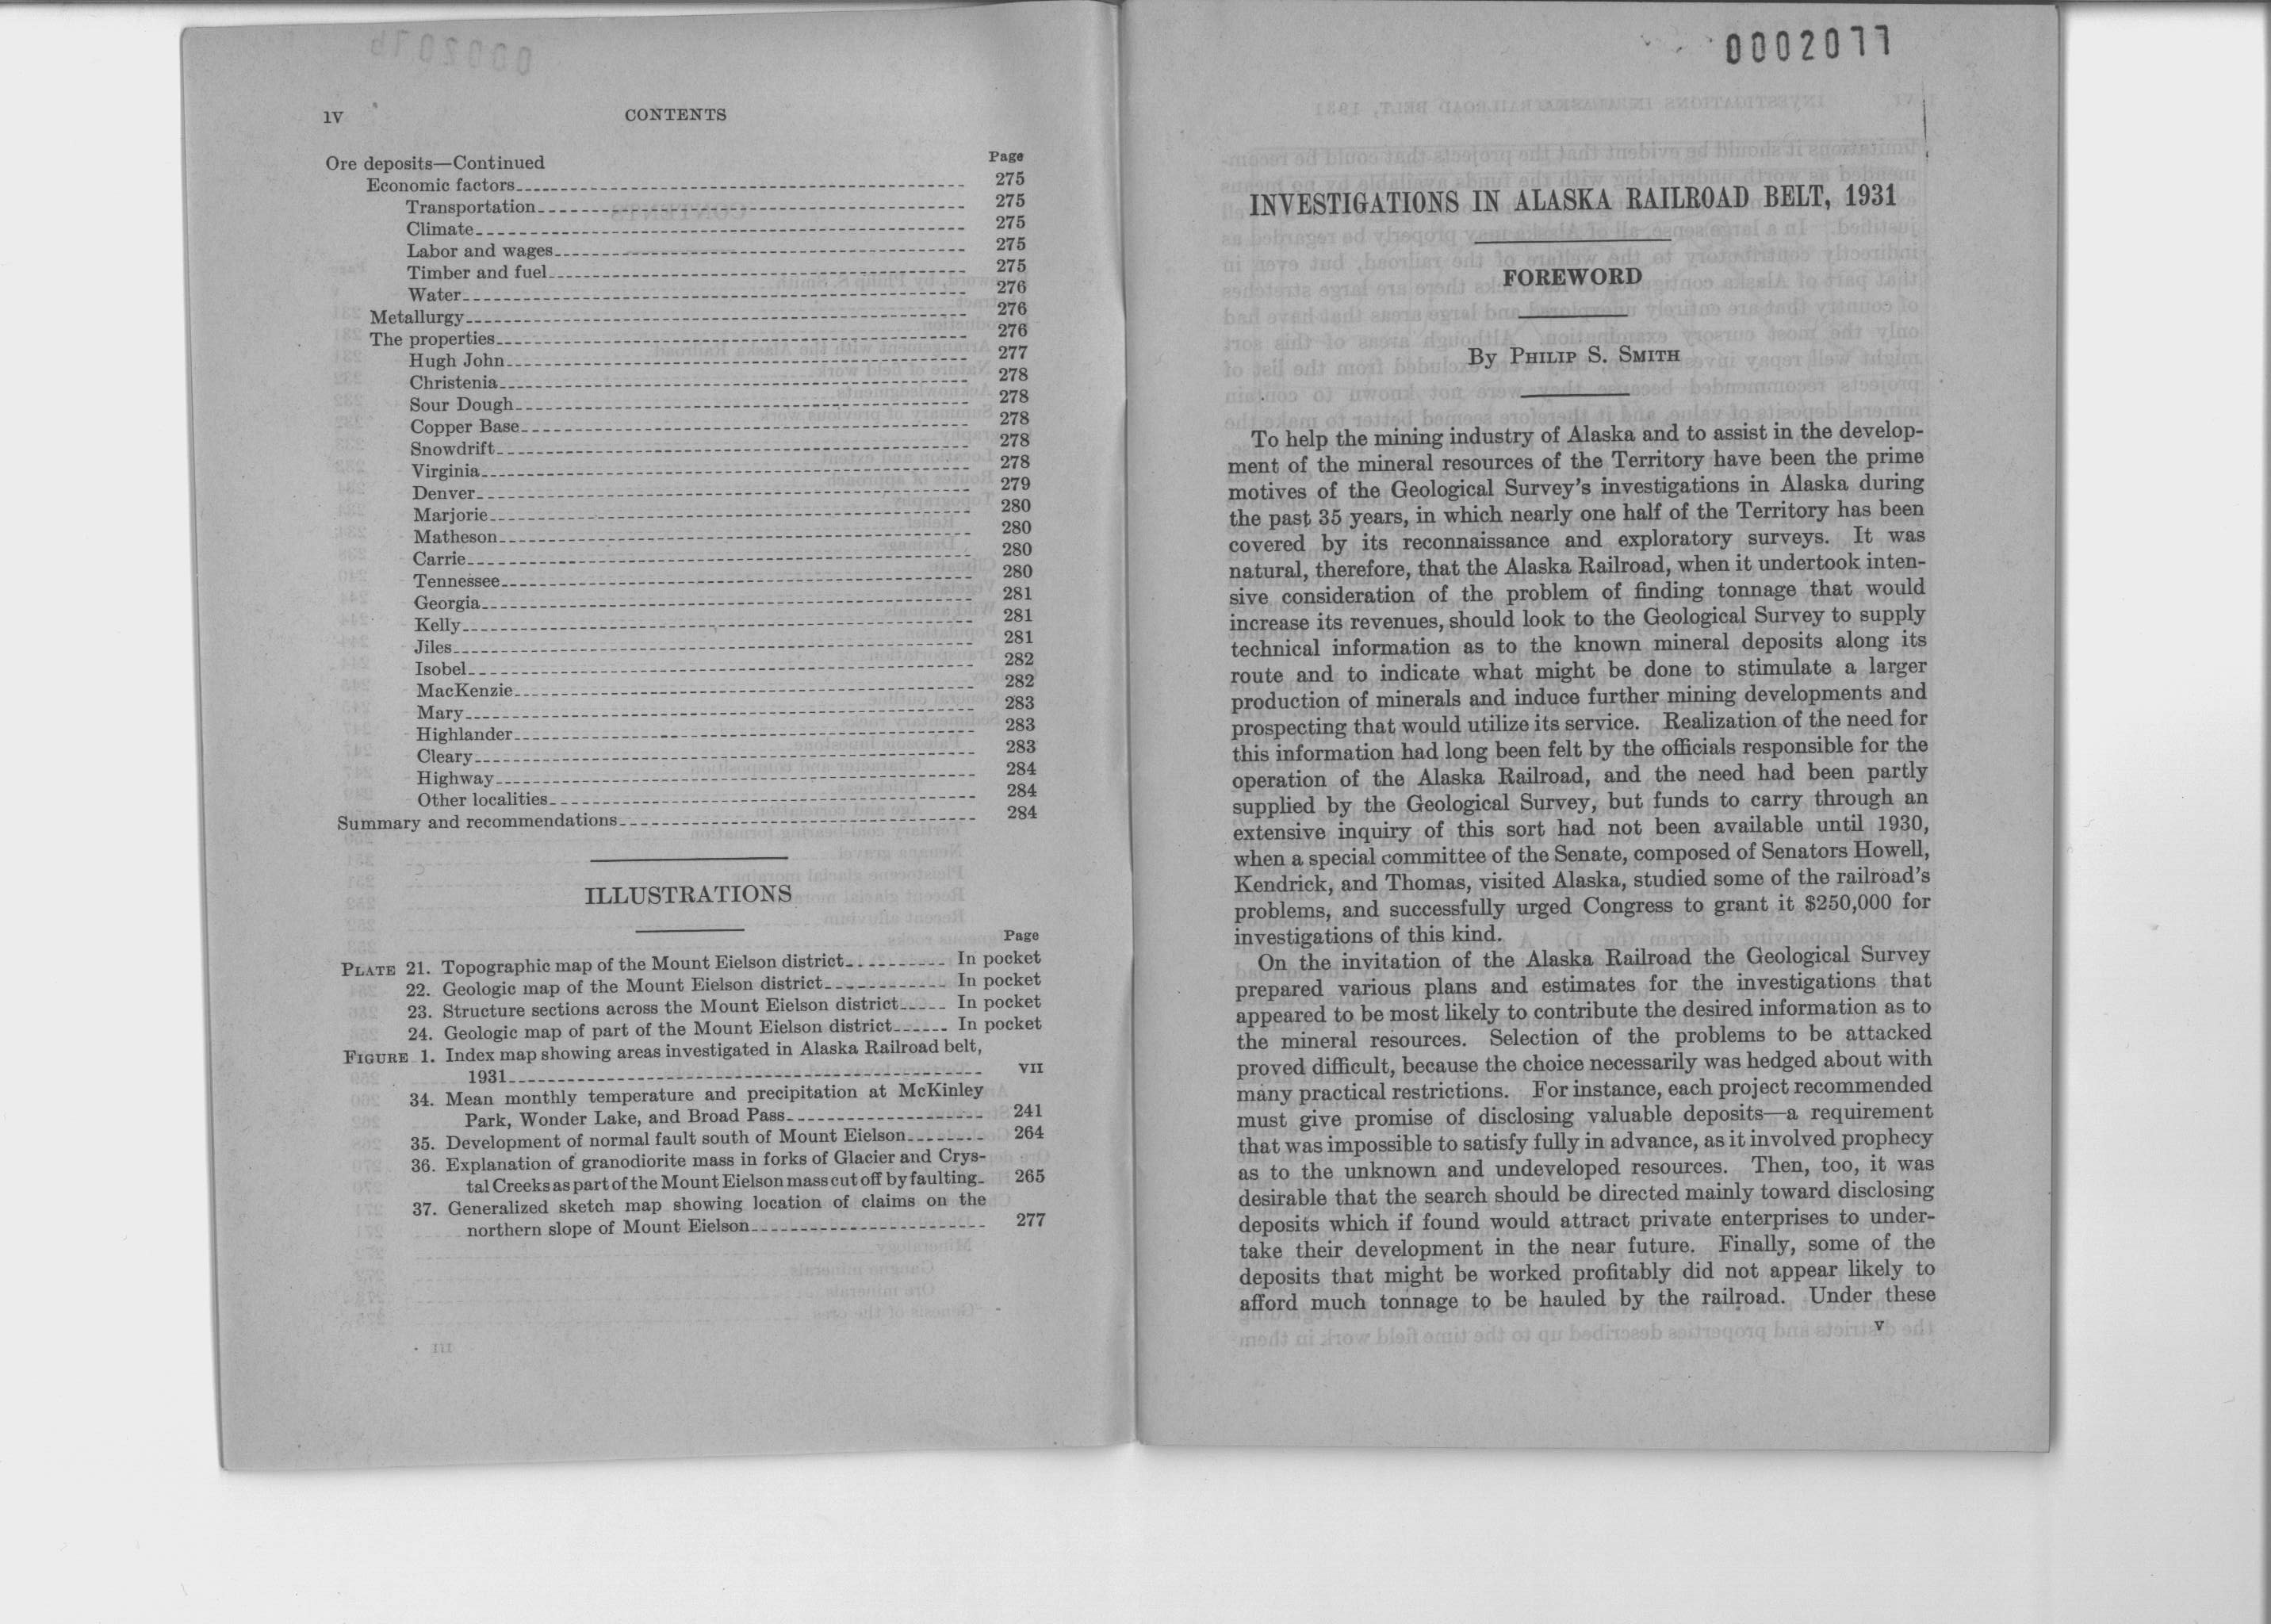 IV CONTENTS
Ore deposits—Continued Page
Economic factors 275
Transportation 275
Climate 275
Labor and wages 275
Timber and fuel 275
Water 276
Metallurgy 276
The properties 276
Hugh John 277
Christenia 278
Sour Dough 278
Copper Base 278
Snowdrift 278
Virginia 278
Denver 279
Marjorie 280
Matheson 280
Carrie 280
Tennessee 280
Georgia 281
Kelly 281
Jiles 281
Isobel 282
MacKenzie 282
Mary 283
Highlander 283
Cleary 283
Highway 284
Other localities 284
Summary and recommendations 284
ILLUSTRATIONS
Page
PLATE 21. Topographic map of the Mount Eielson district In pocket
22. Geologic map of the Mount Eielson district In pocket
23. Structure sections across the Mount Eielson district In pocket
24. Geologic map of part of the Mount Eielson district In pocket
FIGURE 1. Index map showing areas investigated in Alaska Railroad belt,
1931 VII
34. Mean monthly temperature and precipitation at McKinley
Park, Wonder Lake, and Broad Pass 241
35. Development of normal fault south of Mount Eielson 264
36. Explanation of granodiorite mass in forks of Glacier and Crys-
tal Creeks as part of the Mount Eielson mass cut off by faulting 265
37. Generalized sketch map showing location of claims on the
northern slope of Mount Eielson 277
0002077
INVESTIGATIONS IN ALASKA RAILROAD BELT, 1931
FOREWORD
By PHILIP S. SMITH
To help the mining industry of Alaska and to assist in the develop-
ment of the mineral resources of the Territory have been the prime
motives of the Geological Survey's investigations in Alaska during
the past 35 years, in which nearly one half of the Territory has been
covered by its reconnaissance and exploratory surveys. It was
natural, therefore, that the Alaska Railroad, when it undertook inten-
sive consideration of the problem of finding tonnage that would
increase its revenues, should look to the Geological Survey to supply
technical information as to the known mineral deposits along its
route and to indicate what might be done to stimulate a larger
production of minerals and induce further mining developments and
prospecting that would utilize its service. Realization of the need for
this information had long been felt by the officials responsible for the
operation of the Alaska Railroad, and the need had been partly
supplied by the Geological Survey, but funds to carry through an
extensive inquiry of this sort had not been available until 1930,
when a special committee of the Senate, composed of Senators Howell,
Kendrick, and Thomas, visited Alaska, studied some of the railroad's
problems, and successfully urged Congress to grant it $250,000 for
investigations of this kind.
On the invitation of the Alaska Railroad the Geological Survey
prepared various plans and estimates for the investigations that
appeared to be most likely to contribute the desired information as to
the mineral resources. Selection of the problems to be attacked
proved difficult, because the choice necessarily was hedged about with
many practical restrictions. For instance, each project recommended
must give promise of disclosing valuable deposits—a requirement
that was impossible to satisfy fully in advance, as it involved prophecy
as to the unknown and undeveloped resources. Then, too, it was
desirable that the search should be directed mainly toward disclosing
deposits which if found would attract private enterprises to under-
take their development in the near future. Finally, some of the
deposits that might be worked profitably did not appear likely to
afford much tonnage to be hauled by the railroad. Under these
V